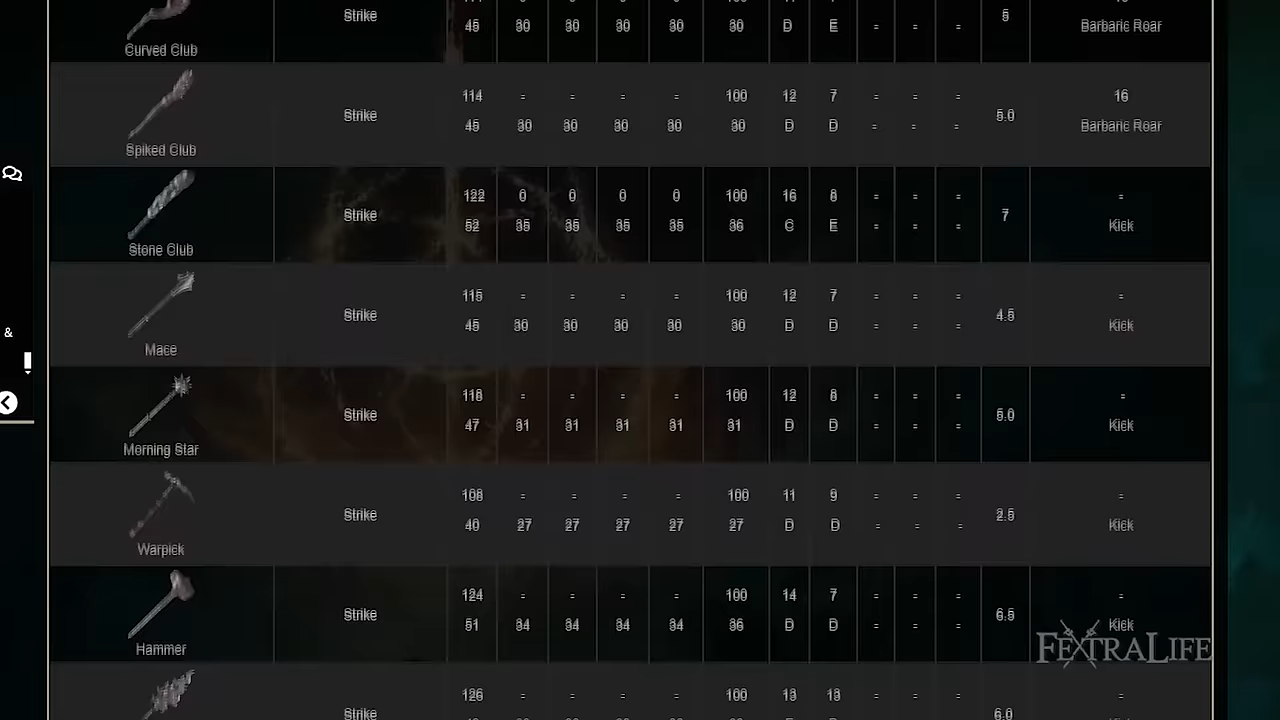 Strike
45 30 30 30 30 30 D E - - - 5 Barbaric Roar
Curved Club
114 - - - - 100 12 7 - - - 16
Strike 5.0
45 30 30 30 30 30 D D - - - Barbaric Roar
Spiked Club
122 0 0 0 0 100 16 8 - - - -
Strike 7
52 35 35 35 35 36 C E - - - Kick
Stone Club
115 - - - - 100 12 7 - - - -
Strike 4.5
&
45 30 30 30 30 30 D D - - - Kick
Mace
118 - - - - 100 12 8 - - - -
Strike 5.0
47 31 31 31 31 31 D D - - - Kick
Morning Star
108 - - - - 100 11 9 - - - -
Strike 2.5
40 27 27 27 27 27 D D - - - Kick
Warpick
124 - - - - 100 14 7 - - - -
Strike 6.5
51 34 34 34 34 36 D D - - - Kick
Hammer
FEXTRALIFE
126 - - - - 100 13 13 - - - -
Strike 6.0